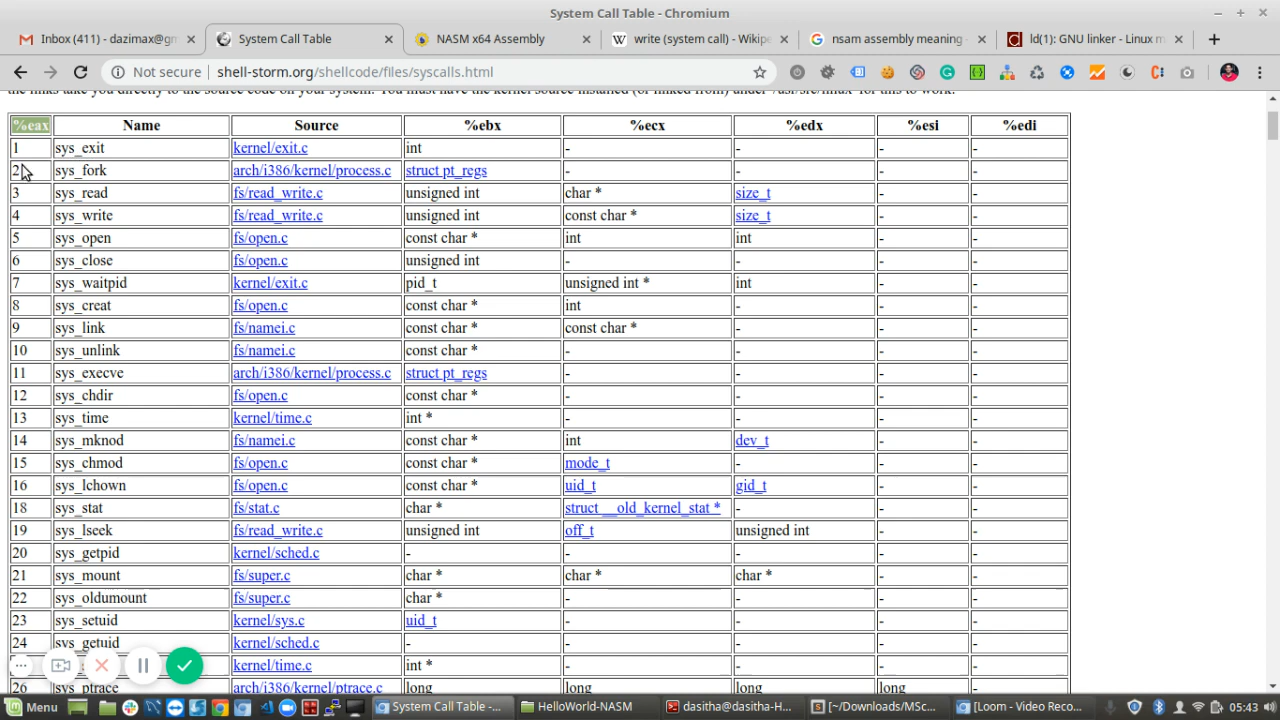 System Call Table - Chromium
Inbox (411) - dazimax@gm
System Call Table
NASM x64 Assembly
write (system call) - Wikipe
nsam assembly meaning -
ld(1): GNU linker - Linux m
Not secure | shell-storm.org/shellcode/files/syscalls.html
%eax Name Source %ebx %ecx %edx %esi %edi
1 sys_exit kernel/exit.c int - - - -
2 sys_fork arch/i386/kernel/process.c struct pt_regs - - - -
3 sys_read fs/read_write.c unsigned int char * size_t - -
4 sys_write fs/read_write.c unsigned int const char * size_t - -
5 sys_open fs/open.c const char * int int - -
6 sys_close fs/open.c unsigned int - - - -
7 sys_waitpid kernel/exit.c pid_t unsigned int * int - -
8 sys_creat fs/open.c const char * int - - -
9 sys_link fs/namei.c const char * const char * - - -
10 sys_unlink fs/namei.c const char * - - - -
11 sys_execve arch/i386/kernel/process.c struct pt_regs - - - -
12 sys_chdir fs/open.c const char * - - - -
13 sys_time kernel/time.c int * - - - -
14 sys_mknod fs/namei.c const char * int dev_t - -
15 sys_chmod fs/open.c const char * mode_t - - -
16 sys_lchown fs/open.c const char * uid_t gid_t - -
18 sys_stat fs/stat.c char * struct __old_kernel_stat * - - -
19 sys_lseek fs/read_write.c unsigned int off_t unsigned int - -
20 sys_getpid kernel/sched.c - - - - -
21 sys_mount fs/super.c char * char * char * - -
22 sys_oldumount fs/super.c char * - - - -
23 sys_setuid kernel/sys.c uid_t - - - -
24 sys_getuid kernel/sched.c - - - - -
kernel/time.c int * - - - -
26 sys_ptrace arch/i386/kernel/ptrace.c long long long long -
Menu
System Call Table -...
HelloWorld-NASM
dasitha@dasitha-HP...
[~/Downloads/MSc...
[Loom - Video Reco...
05:43